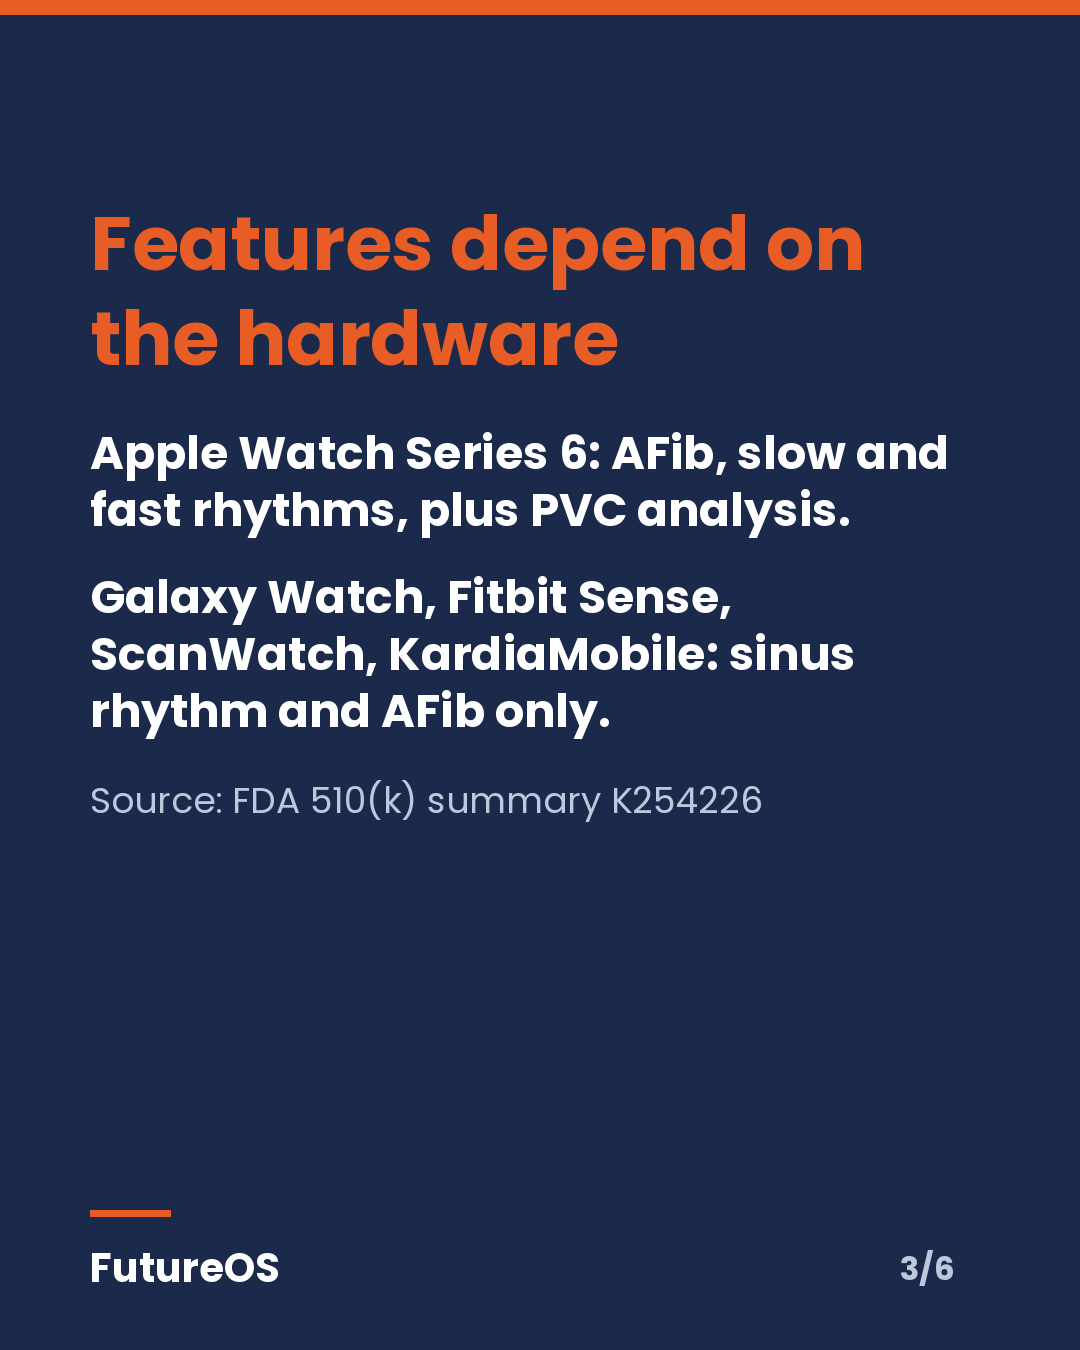 Features depend on
the hardware
Apple Watch Series 6: AFib, slow and
fast rhythms, plus PVC analysis.
Galaxy Watch, Fitbit Sense,
ScanWatch, KardiaMobile: sinus
rhythm and AFib only.
Source: FDA 510(k) summary K254226
FutureOS
3/6